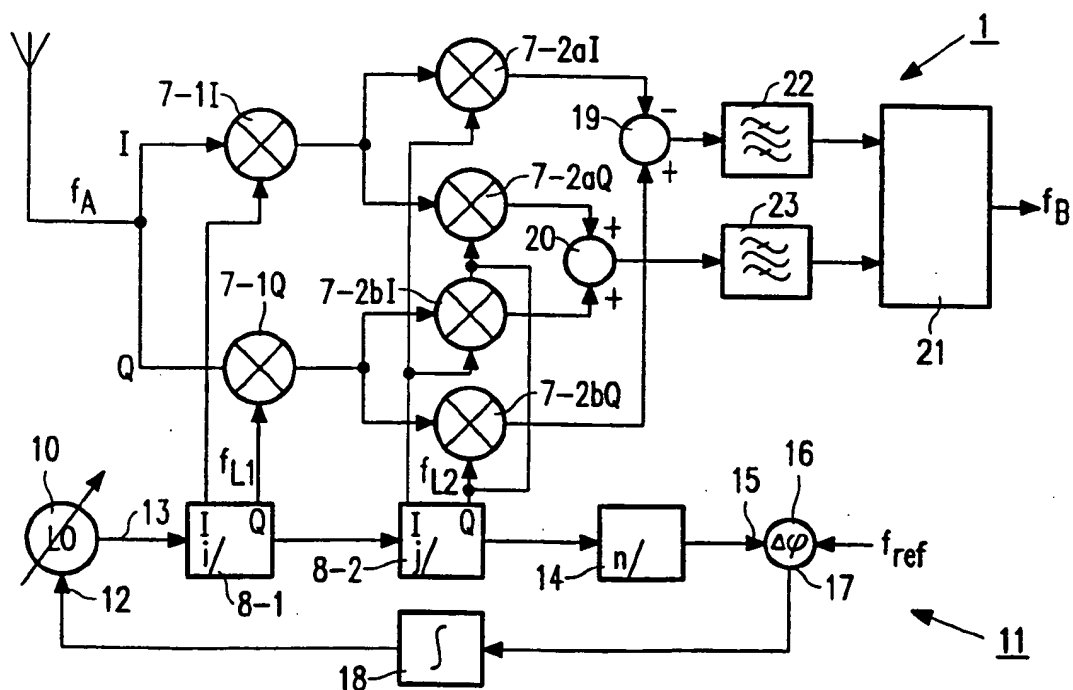 1
7-2aI
7-1I
22
19
-
+
I
7-2aQ
f_A
23
20
+
+
f_B
7-1Q
7-2bI
21
Q
7-2bQ
10
f_L1
f_L2
16
15
LO
13
I Q
i/
I Q
j/
n/
Δφ
f_ref
12
8-1
8-2
14
17
18
∫
11